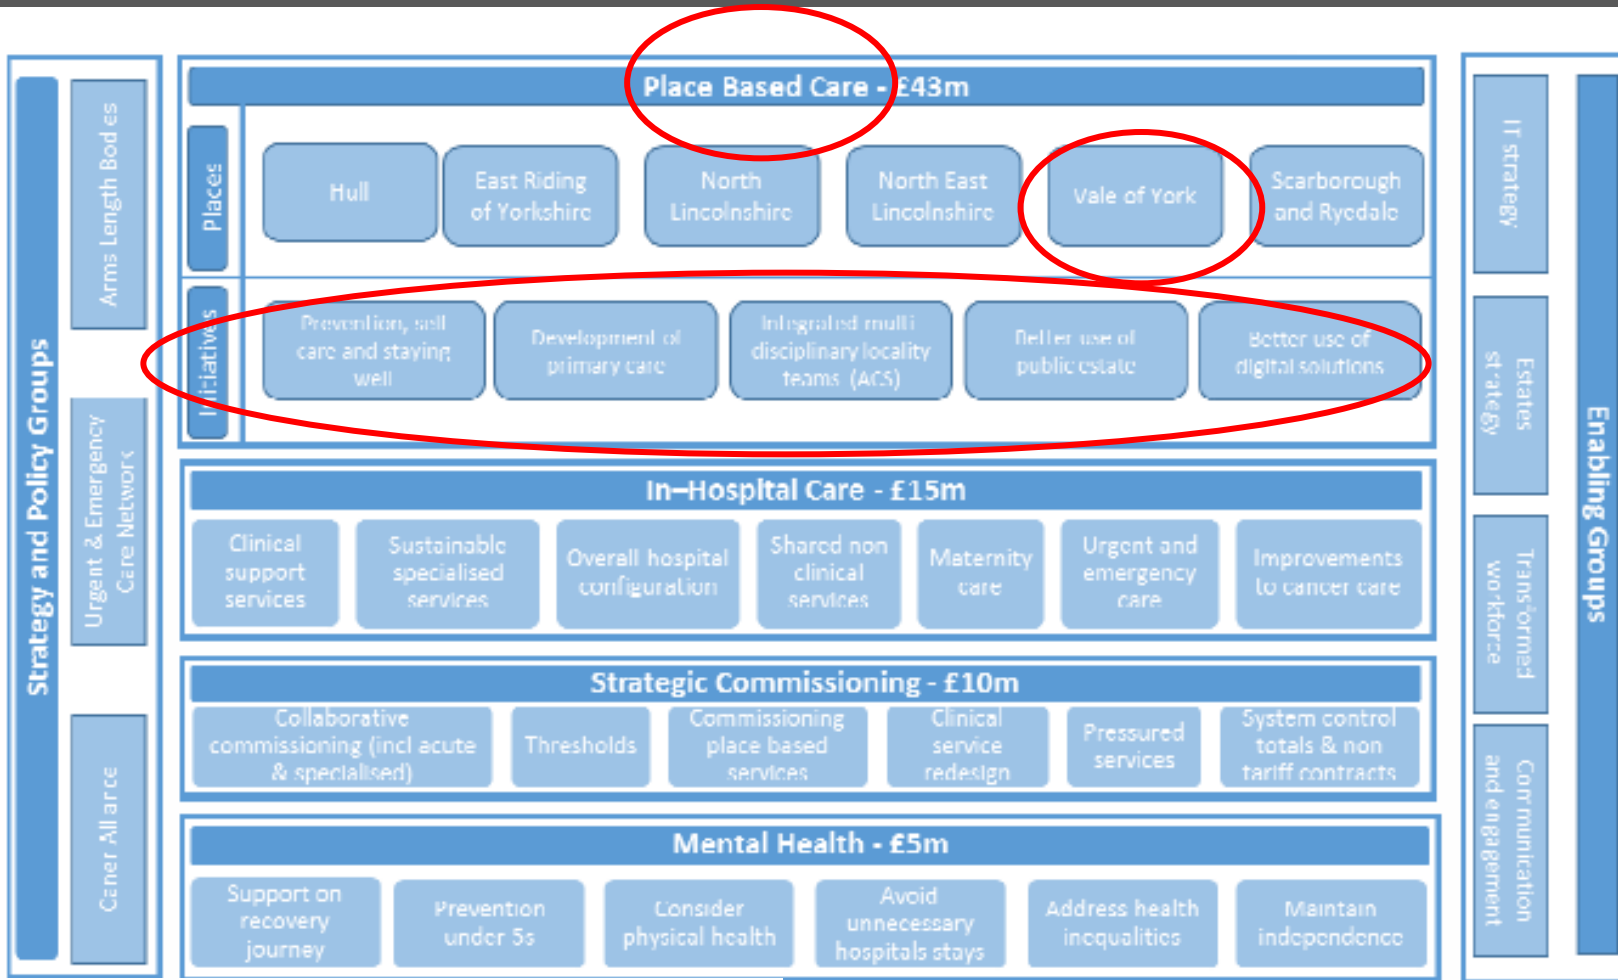 Strategy and Policy Groups
Arms Length Bodies
Urgent & Emergency
Care Network
Cancer Alliance
Place Based Care - £43m
Places
Hull
East Riding
of Yorkshire
North
Lincolnshire
North East
Lincolnshire
Vale of York
Scarborough
and Ryedale
Initiatives
Prevention, self
care and staying
well
Development of
primary care
Integrated multi
disciplinary locality
teams (ACS)
Better use of
public estate
Better use of
digital solutions
In–Hospital Care - £15m
Clinical
support
services
Sustainable
specialised
services
Overall hospital
configuration
Shared non
clinical
services
Maternity
care
Urgent and
emergency
care
Improvements
to cancer care
Strategic Commissioning - £10m
Collaborative
commissioning (incl acute
& specialised)
Thresholds
Commissioning
place based
services
Clinical
service
redesign
Pressured
services
System control
totals & non
tariff contracts
Mental Health - £5m
Support on
recovery
journey
Prevention
under 5s
Consider
physical health
Avoid
unnecessary
hospitals stays
Address health
inequalities
Maintain
independence
IT strategy
Estates
strategy
Transformed
workforce
Communication
and engagement
Enabling Groups